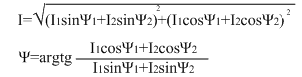 I=√(I₁sinΨ₁+I₂sinΨ₂)²+(I₁cosΨ₁+I₂cosΨ₂)²
Ψ=argtg (I₁cosΨ₁+I₂cosΨ₂)/(I₁sinΨ₁+I₂sinΨ₂)